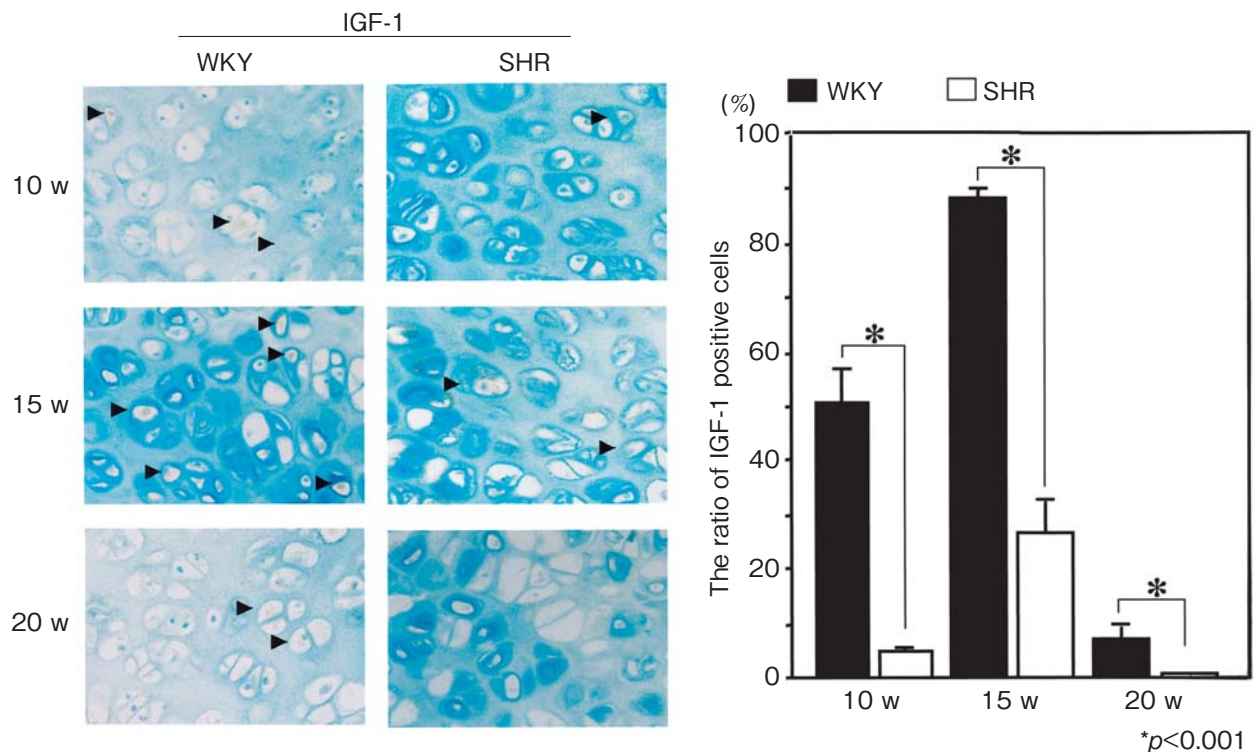 IGF-1
WKY SHR
10 w
15 w
20 w
WKY SHR
(%)
100
80
60
40
20
0
The ratio of IGF-1 positive cells
*
*
*
10 w 15 w 20 w
*p<0.001